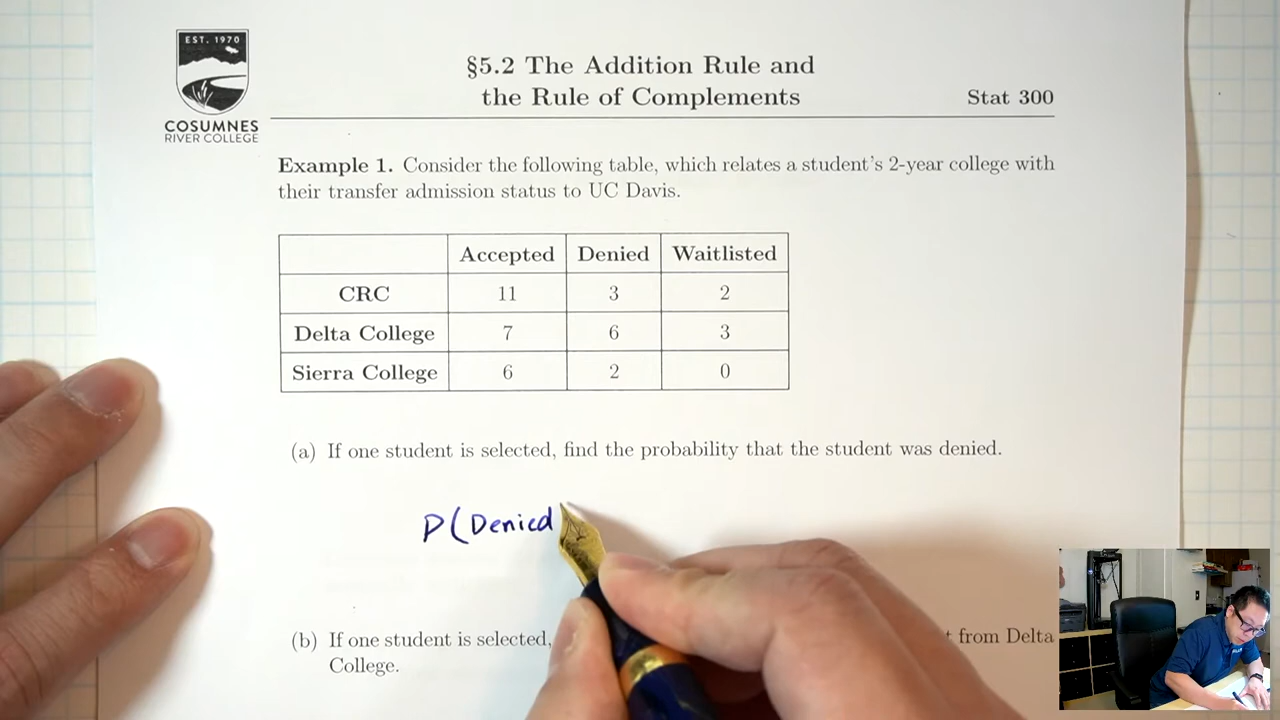 EST. 1970
COSUMNES
RIVER COLLEGE
§5.2 The Addition Rule and
the Rule of Complements
Stat 300
Example 1. Consider the following table, which relates a student's 2-year college with
their transfer admission status to UC Davis.
Accepted Denied Waitlisted
CRC 11 3 2
Delta College 7 6 3
Sierra College 6 2 0
(a) If one student is selected, find the probability that the student was denied.
P(Denied
(b) If one student is selected, from Delta
College.